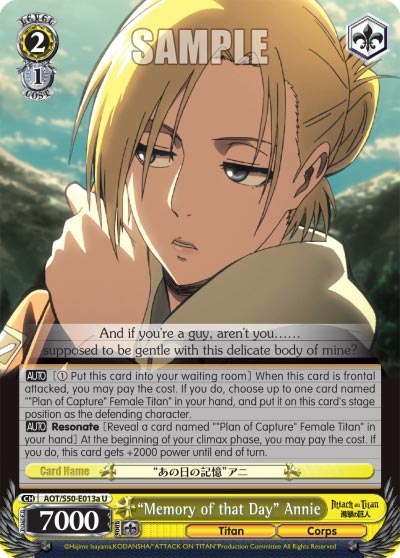 LEVEL
2
1
COST
SAMPLE
And if you're a guy, aren't you……
supposed to be gentle with this delicate body of mine?
AUTO [① Put this card into your waiting room] When this card is frontal
attacked, you may pay the cost. If you do, choose up to one card named
""Plan of Capture" Female Titan" in your hand, and put it on this card's stage
position as the defending character.
AUTO Resonate [Reveal a card named ""Plan of Capture" Female Titan" in
your hand] At the beginning of your climax phase, you may pay the cost. If
you do, this card gets +2000 power until end of turn.
Card Name
"あの日の記憶"アニ
CH AOT/S50-E013a U
POWER
7000
SOUL
"Memory of that Day" Annie
Attack on Titan
進撃の巨人
Titan
Corps
©Hajime Isayama,KODANSHA/"ATTACK ON TITAN"Production Committee All Rights Reserved.